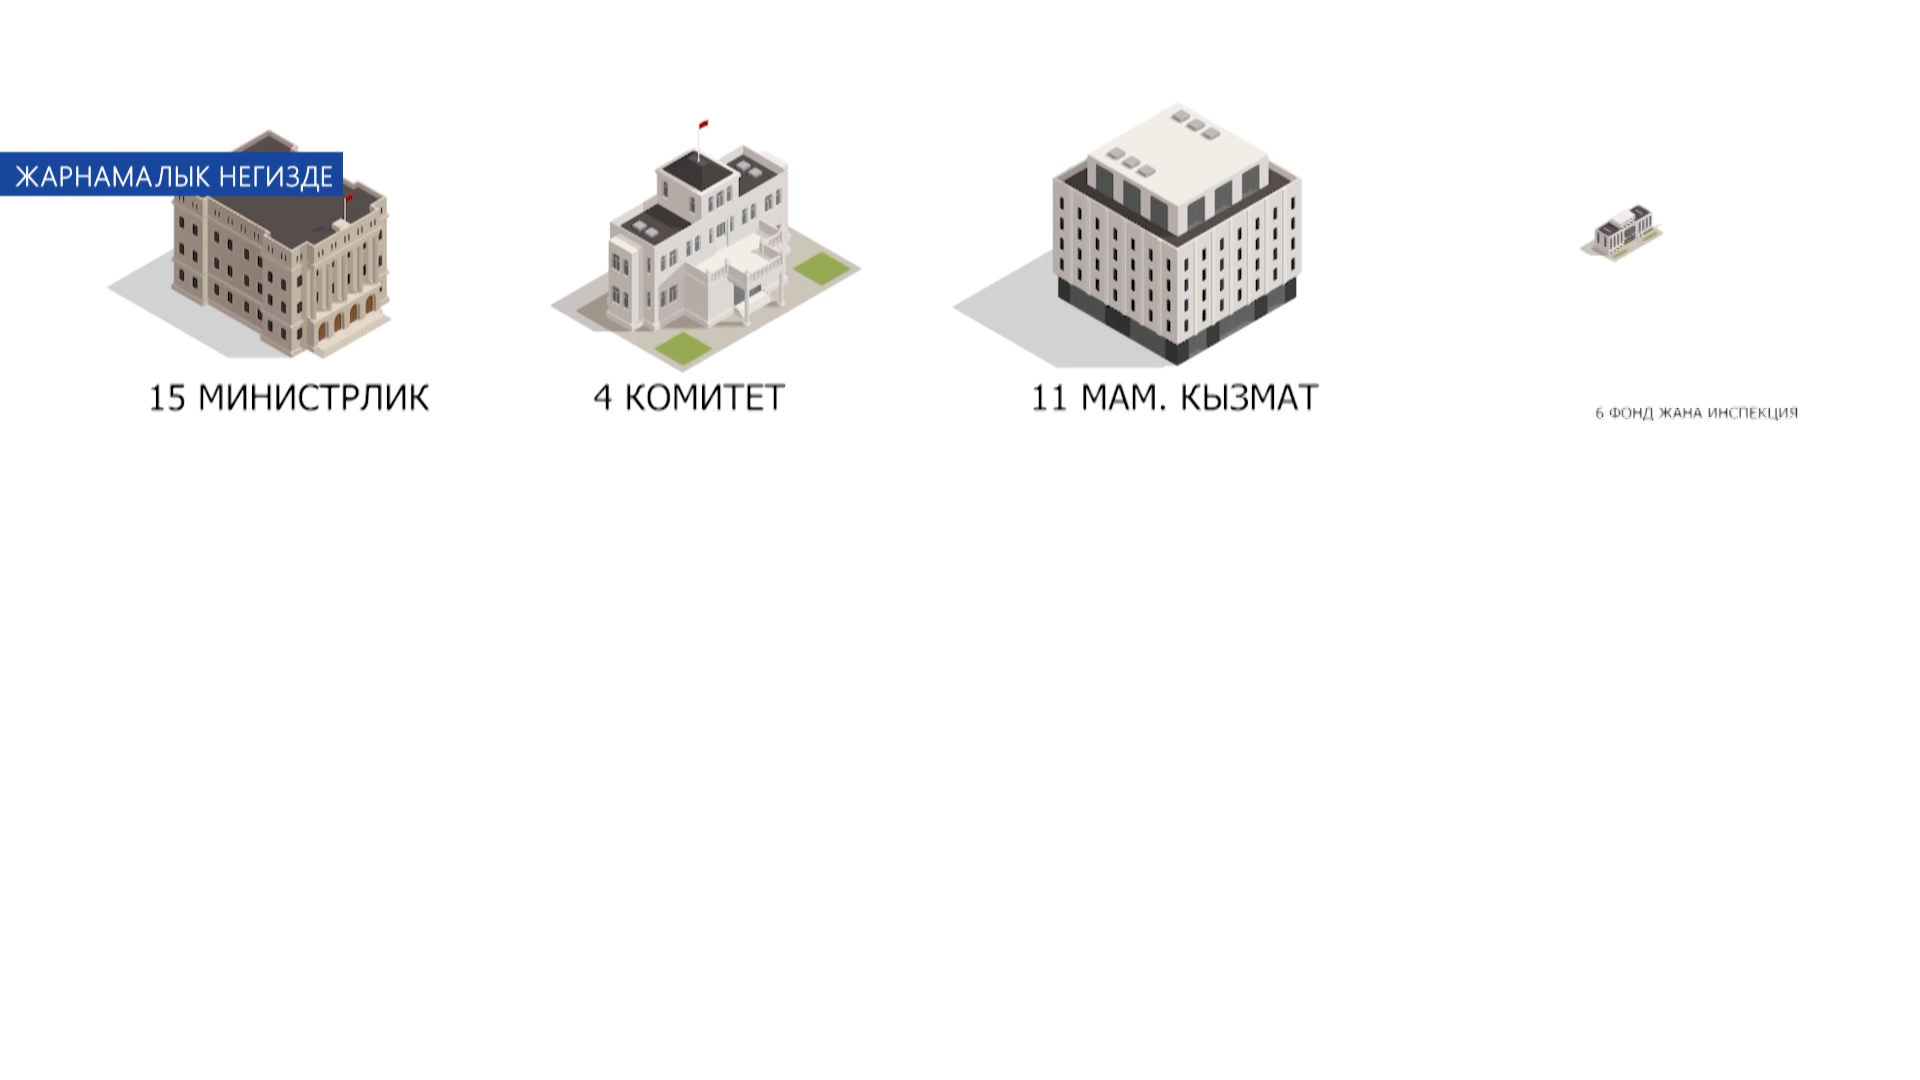 ЖАРНАМАЛЫК НЕГИЗДЕ
15 МИНИСТРЛИК
4 КОМИТЕТ
11 МАМ. КЫЗМАТ
6 ФОНД ЖАНА ИНСПЕКЦИЯ